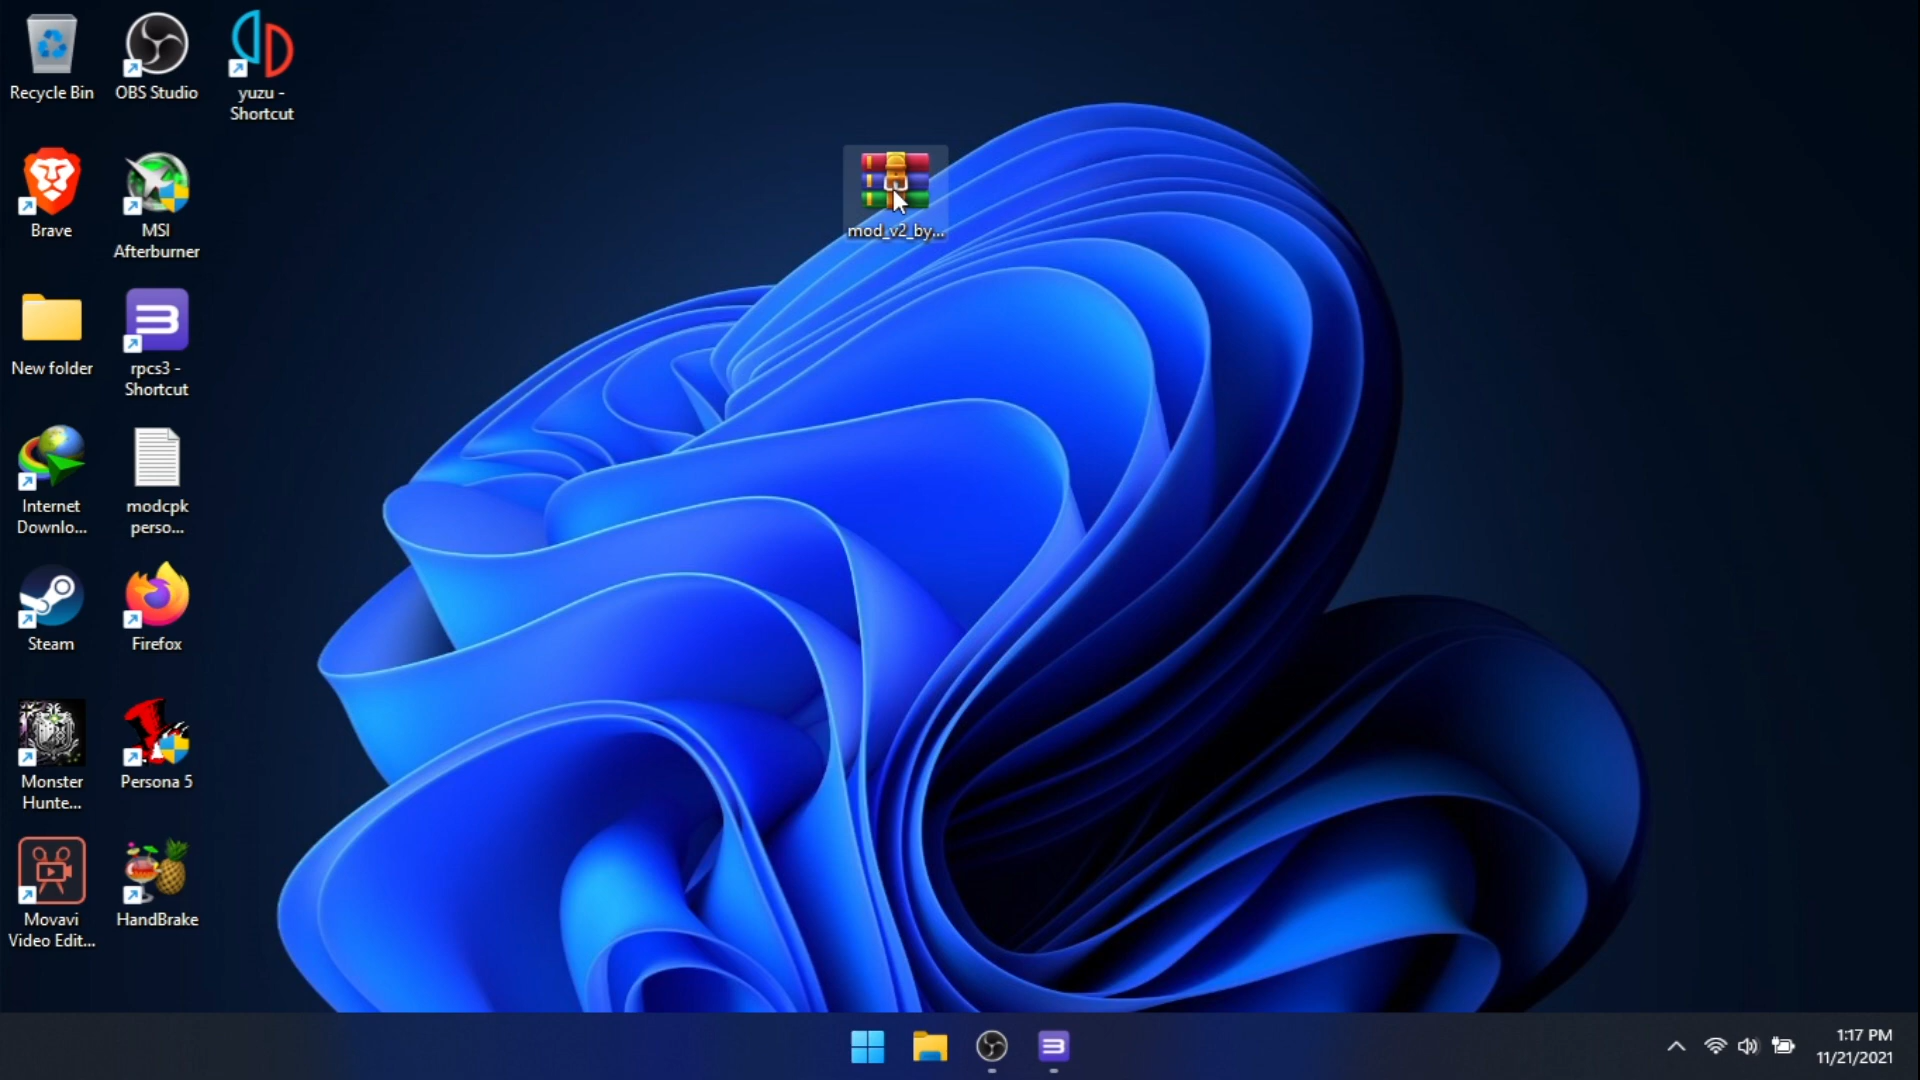 Recycle Bin
OBS Studio
yuzu -
Shortcut
Brave
MSI
Afterburner
mod_v2_by...
New folder
rpcs3 -
Shortcut
Internet
Downlo...
modcpk
perso...
Steam
Firefox
Monster
Hunte...
Persona 5
Movavi
Video Edit...
HandBrake
1:17 PM
11/21/2021